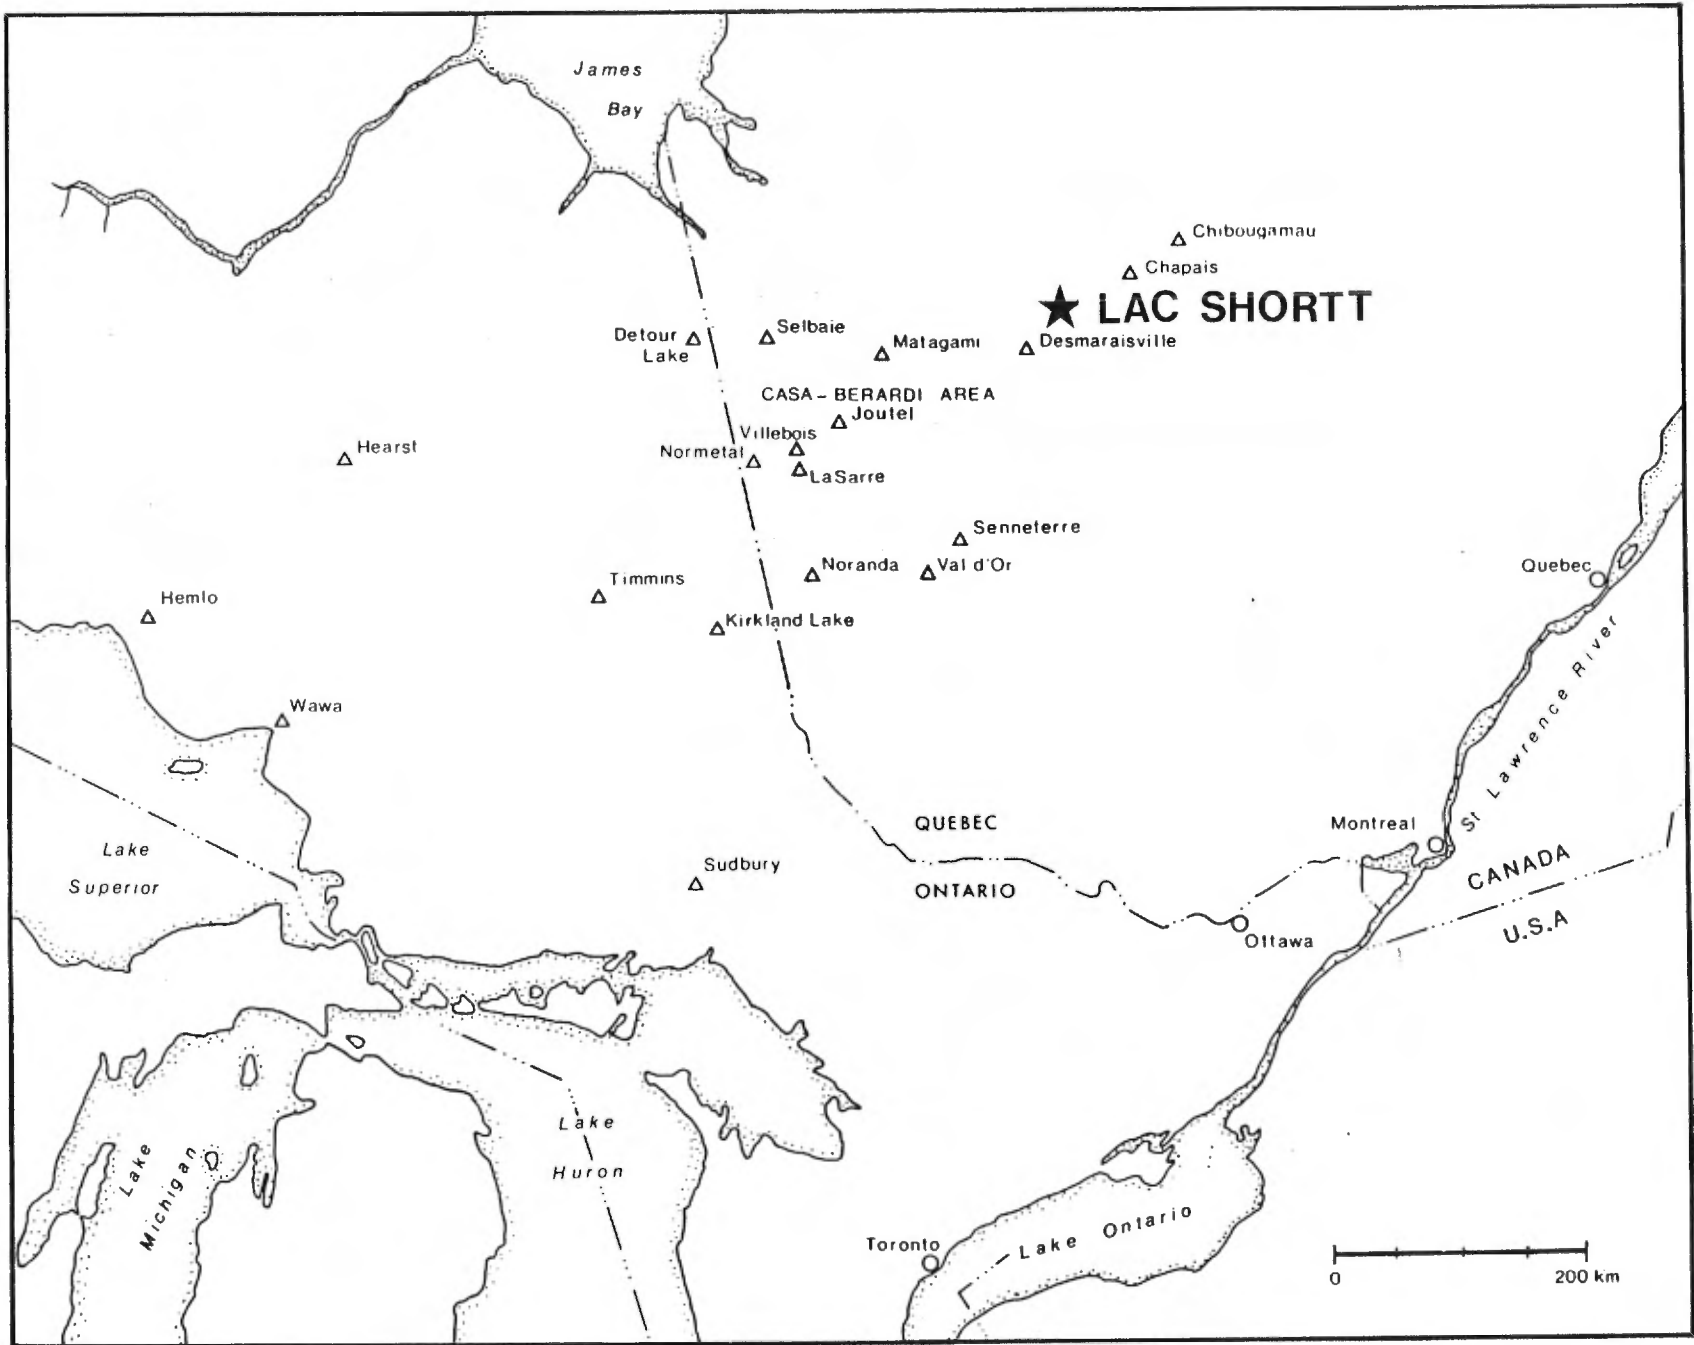 James
Bay
Chibougamau
Chapais
LAC SHORTT
Detour
Lake
Selbaie
Matagami
Desmaraisville
CASA-BERARDI AREA
Joutel
Villebois
Normetal
LaSarre
Hearst
Senneterre
Noranda
Val d'Or
Timmins
Kirkland Lake
Hemlo
Quebec
Wawa
St Lawrence River
Lake
Superior
Sudbury
QUEBEC
ONTARIO
Montreal
CANADA
U.S.A
Ottawa
Lake
Huron
Lake
Michigan
Lake Ontario
Toronto
0
200 km